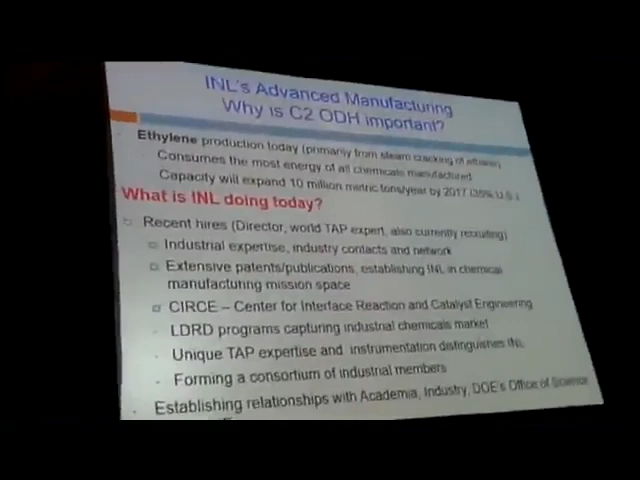 INL's Advanced Manufacturing
Why is C2 ODH important?
Ethylene production today (primarily from steam cracking of ethane)
Consumes the most energy of all chemicals manufactured
Capacity will expand 10 million metric tons/year by 2017 (35% U.S.)
What is INL doing today?
Recent hires (Director, world TAP expert, also currently recruiting)
Industrial expertise, industry contacts and network
Extensive patents/publications, establishing INL in chemical
manufacturing mission space
CIRCE – Center for Interface Reaction and Catalyst Engineering
LDRD programs capturing industrial chemicals market
Unique TAP expertise and instrumentation distinguishes INL
Forming a consortium of industrial members
Establishing relationships with Academia, Industry, DOE's Office of Science